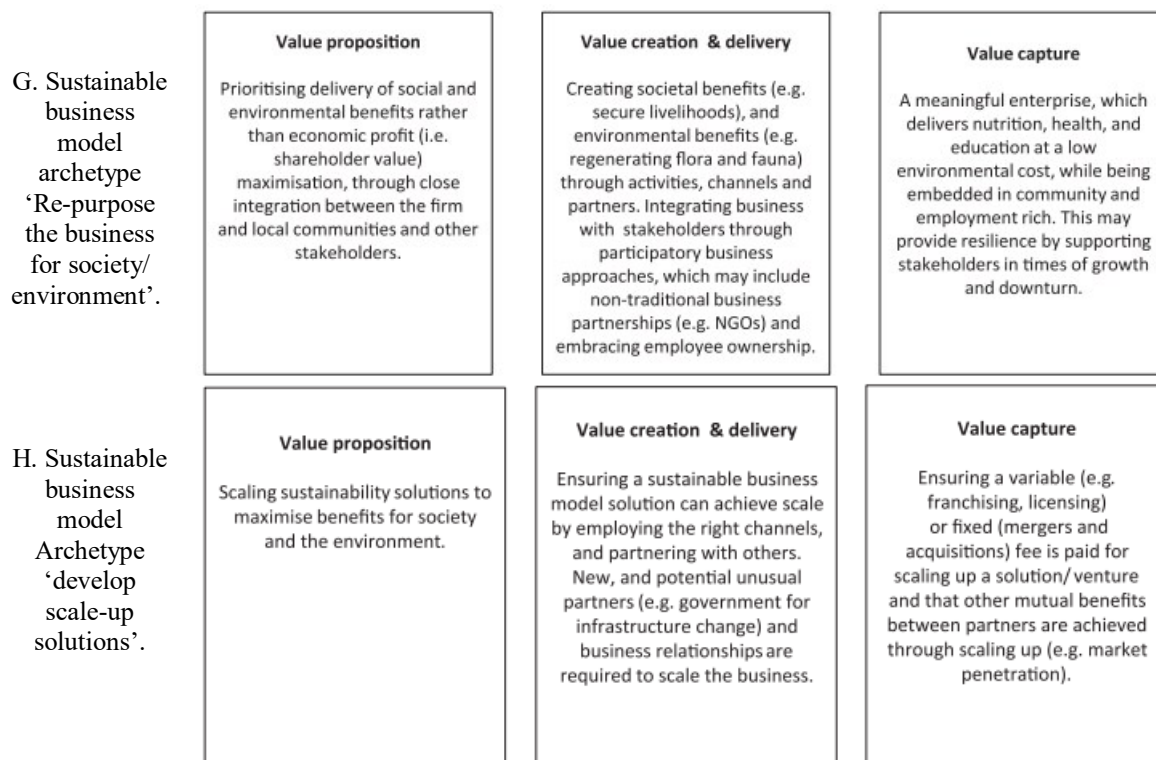 G. Sustainable
business
model
archetype
‘Re-purpose
the business
for society/
environment’.
Value proposition
Prioritising delivery of social and
environmental benefits rather
than economic profit (i.e.
shareholder value)
maximisation, through close
integration between the firm
and local communities and other
stakeholders.
Value creation & delivery
Creating societal benefits (e.g.
secure livelihoods), and
environmental benefits (e.g.
regenerating flora and fauna)
through activities, channels and
partners. Integrating business
with stakeholders through
participatory business
approaches, which may include
non-traditional business
partnerships (e.g. NGOs) and
embracing employee ownership.
Value capture
A meaningful enterprise, which
delivers nutrition, health, and
education at a low
environmental cost, while being
embedded in community and
employment rich. This may
provide resilience by supporting
stakeholders in times of growth
and downturn.
H. Sustainable
business
model
Archetype
‘develop
scale-up
solutions’.
Value proposition
Scaling sustainability solutions to
maximise benefits for society
and the environment.
Value creation & delivery
Ensuring a sustainable business
model solution can achieve scale
by employing the right channels,
and partnering with others.
New, and potential unusual
partners (e.g. government for
infrastructure change) and
business relationships are
required to scale the business.
Value capture
Ensuring a variable (e.g.
franchising, licensing)
or fixed (mergers and
acquisitions) fee is paid for
scaling up a solution/ venture
and that other mutual benefits
between partners are achieved
through scaling up (e.g. market
penetration).